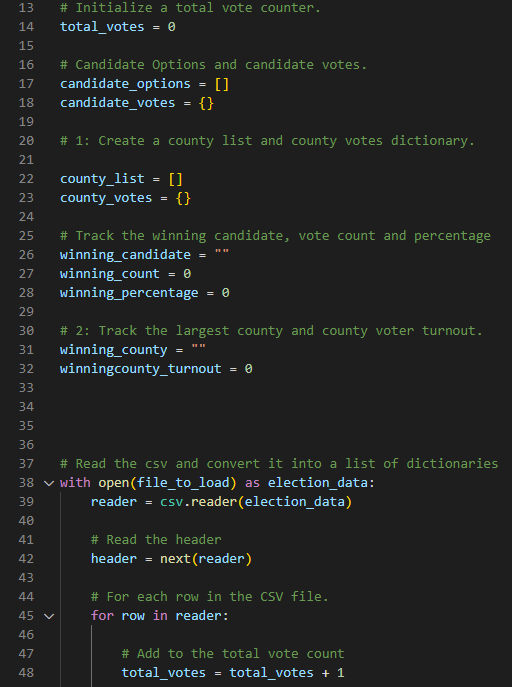 13 # Initialize a total vote counter.
14 total_votes = 0
15
16 # Candidate Options and candidate votes.
17 candidate_options = []
18 candidate_votes = {}
19
20 # 1: Create a county list and county votes dictionary.
21
22 county_list = []
23 county_votes = {}
24
25 # Track the winning candidate, vote count and percentage
26 winning_candidate = ""
27 winning_count = 0
28 winning_percentage = 0
29
30 # 2: Track the largest county and county voter turnout.
31 winning_county = ""
32 winningcounty_turnout = 0
33
34
35
36
37 # Read the csv and convert it into a list of dictionaries
38 with open(file_to_load) as election_data:
39     reader = csv.reader(election_data)
40
41     # Read the header
42     header = next(reader)
43
44     # For each row in the CSV file.
45     for row in reader:
46
47         # Add to the total vote count
48         total_votes = total_votes + 1